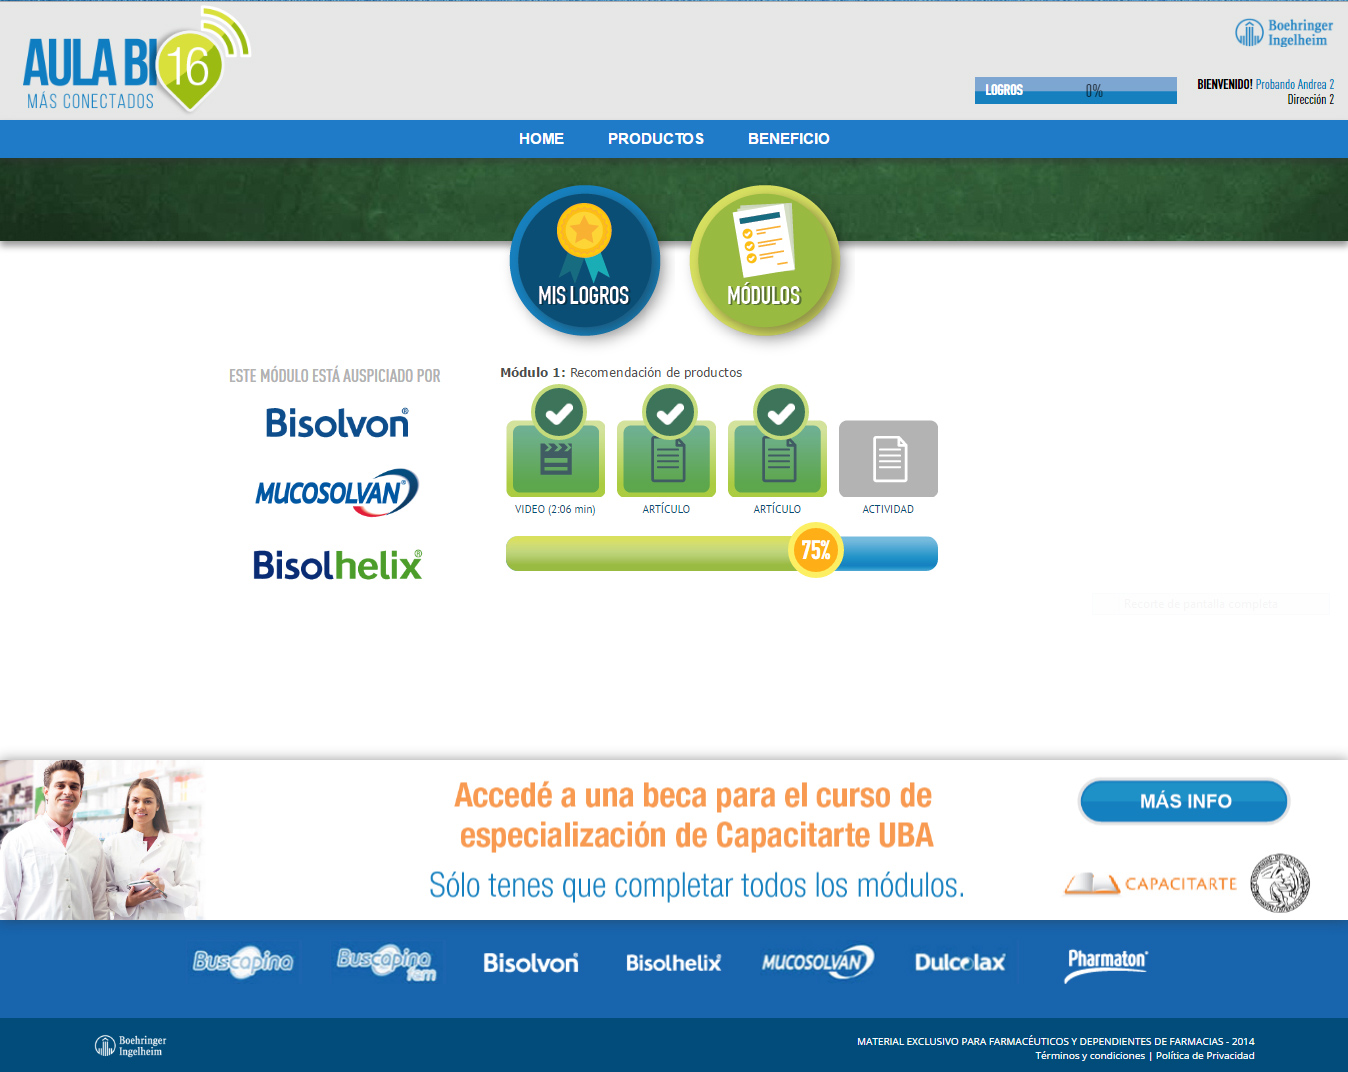 AULA BI 16
MÁS CONECTADOS
Boehringer
Ingelheim
LOGROS 0%
BIENVENIDO! Probando Andrea 2
Dirección 2
HOME PRODUCTOS BENEFICIO
MIS LOGROS MÓDULOS
ESTE MÓDULO ESTÁ AUSPICIADO POR
Bisolvon®
MUCOSOLVAN®
Bisolhelix®
Módulo 1: Recomendación de productos
VIDEO (2:06 min) ARTÍCULO ARTÍCULO ACTIVIDAD
75%
Recorte de pantalla completa
Accedé a una beca para el curso de
especialización de Capacitarte UBA
Sólo tenes que completar todos los módulos.
MÁS INFO
CAPACITARTE
Buscapina Buscapina fem Bisolvon Bisolhelix MUCOSOLVAN Dulcolax Pharmaton®
Boehringer
Ingelheim
MATERIAL EXCLUSIVO PARA FARMACÉUTICOS Y DEPENDIENTES DE FARMACIAS - 2014
Términos y condiciones | Política de Privacidad